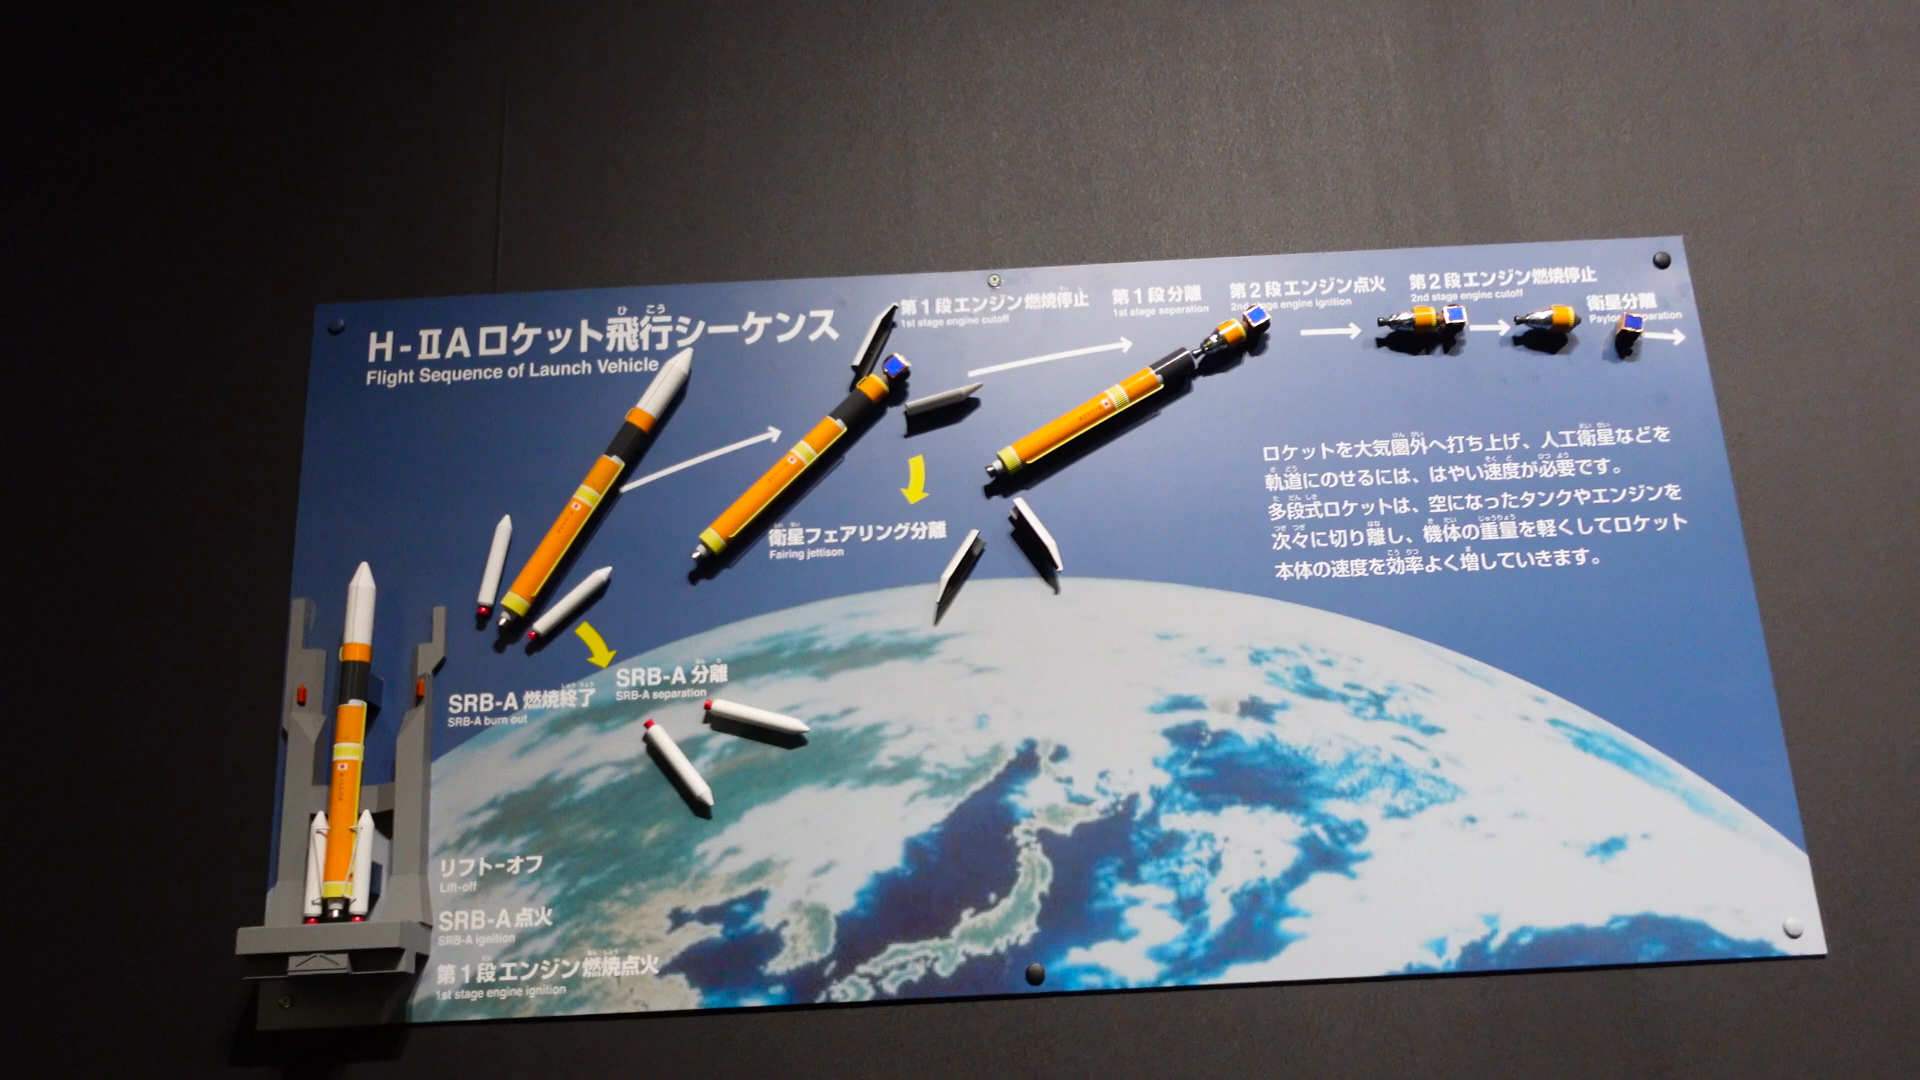 H-ⅡAロケット飛行シーケンス
Flight Sequence of Launch Vehicle
第1段エンジン燃焼停止
1st stage engine cutoff
第1段分離
1st stage separation
第2段エンジン点火
2nd stage engine ignition
第2段エンジン燃焼停止
2nd stage engine cutoff
衛星分離
Payload separation
衛星フェアリング分離
Fairing jettison
ロケットを大気圏外へ打ち上げ、人工衛星などを
軌道にのせるには、はやい速度が必要です。
多段式ロケットは、空になったタンクやエンジンを
次々に切り離し、機体の重量を軽くしてロケット
本体の速度を効率よく増していきます。
SRB-A 分離
SRB-A separation
SRB-A 燃焼終了
SRB-A burn out
リフト-オフ
Lift-off
SRB-A 点火
SRB-A ignition
第1段エンジン燃焼点火
1st stage engine ignition